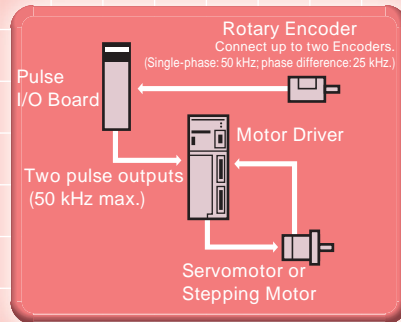 Rotary Encoder
Connect up to two Encoders.
(Single-phase: 50 kHz; phase difference: 25 kHz.)
Pulse
I/O Board
Motor Driver
Two pulse outputs
(50 kHz max.)
Servomotor or
Stepping Motor